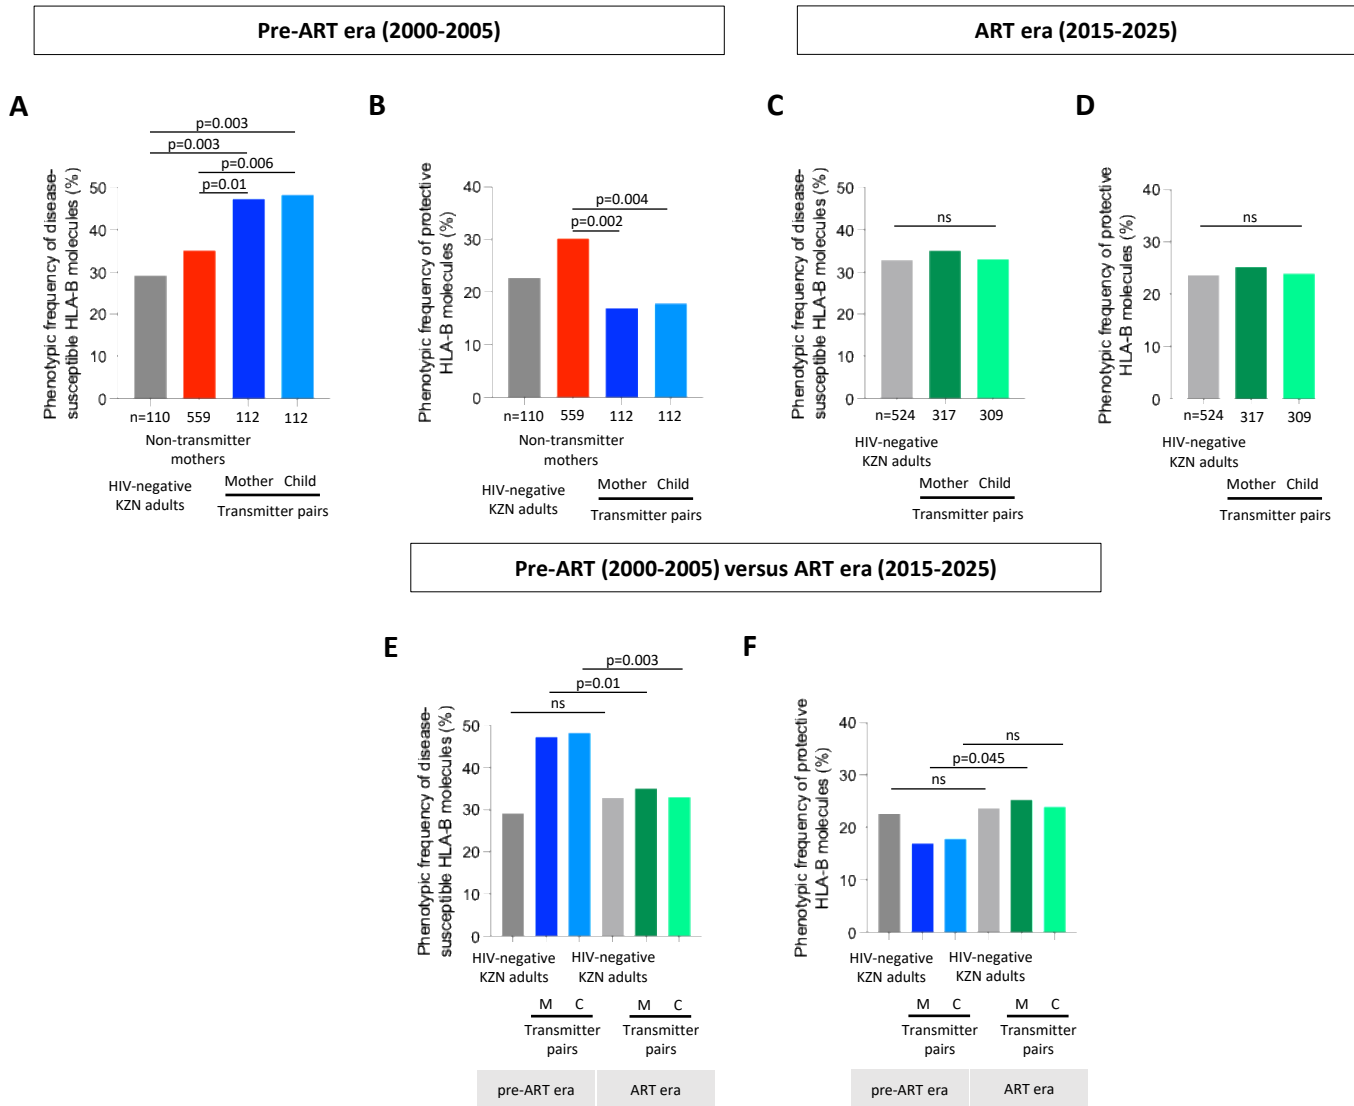 Pre-ART era (2000-2005)
ART era (2015-2025)
A
p=0.003
p=0.003
p=0.006
p=0.01
Phenotypic frequency of disease-
susceptible HLA-B molecules (%)
50
40
30
20
10
0
n=110
559
112
112
Non-transmitter
mothers
HIV-negative
KZN adults
Mother
Child
Transmitter pairs
B
p=0.004
p=0.002
Phenotypic frequency of protective
HLA-B molecules (%)
40
30
20
10
0
n=110
559
112
112
Non-transmitter
mothers
HIV-negative
KZN adults
Mother
Child
Transmitter pairs
C
ns
Phenotypic frequency of disease-
susceptible HLA-B molecules (%)
50
40
30
20
10
0
n=524
317
309
HIV-negative
KZN adults
Mother
Child
Transmitter pairs
D
ns
Phenotypic frequency of protective
HLA-B molecules (%)
40
30
20
10
0
n=524
317
309
HIV-negative
KZN adults
Mother
Child
Transmitter pairs
Pre-ART (2000-2005) versus ART era (2015-2025)
E
p=0.003
p=0.01
ns
Phenotypic frequency of disease-
susceptible HLA-B molecules (%)
50
40
30
20
10
0
HIV-negative
KZN adults
HIV-negative
KZN adults
M
C
M
C
Transmitter
pairs
Transmitter
pairs
pre-ART era
ART era
F
ns
p=0.045
ns
Phenotypic frequency of protective
HLA-B molecules (%)
40
30
20
10
0
HIV-negative
KZN adults
HIV-negative
KZN adults
M
C
M
C
Transmitter
pairs
Transmitter
pairs
pre-ART era
ART era